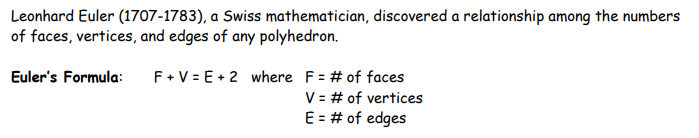 Leonhard Euler (1707-1783), a Swiss mathematician, discovered a relationship among the numbers
of faces, vertices, and edges of any polyhedron.
Euler's Formula: F + V = E + 2 where F = # of faces
V = # of vertices
E = # of edges